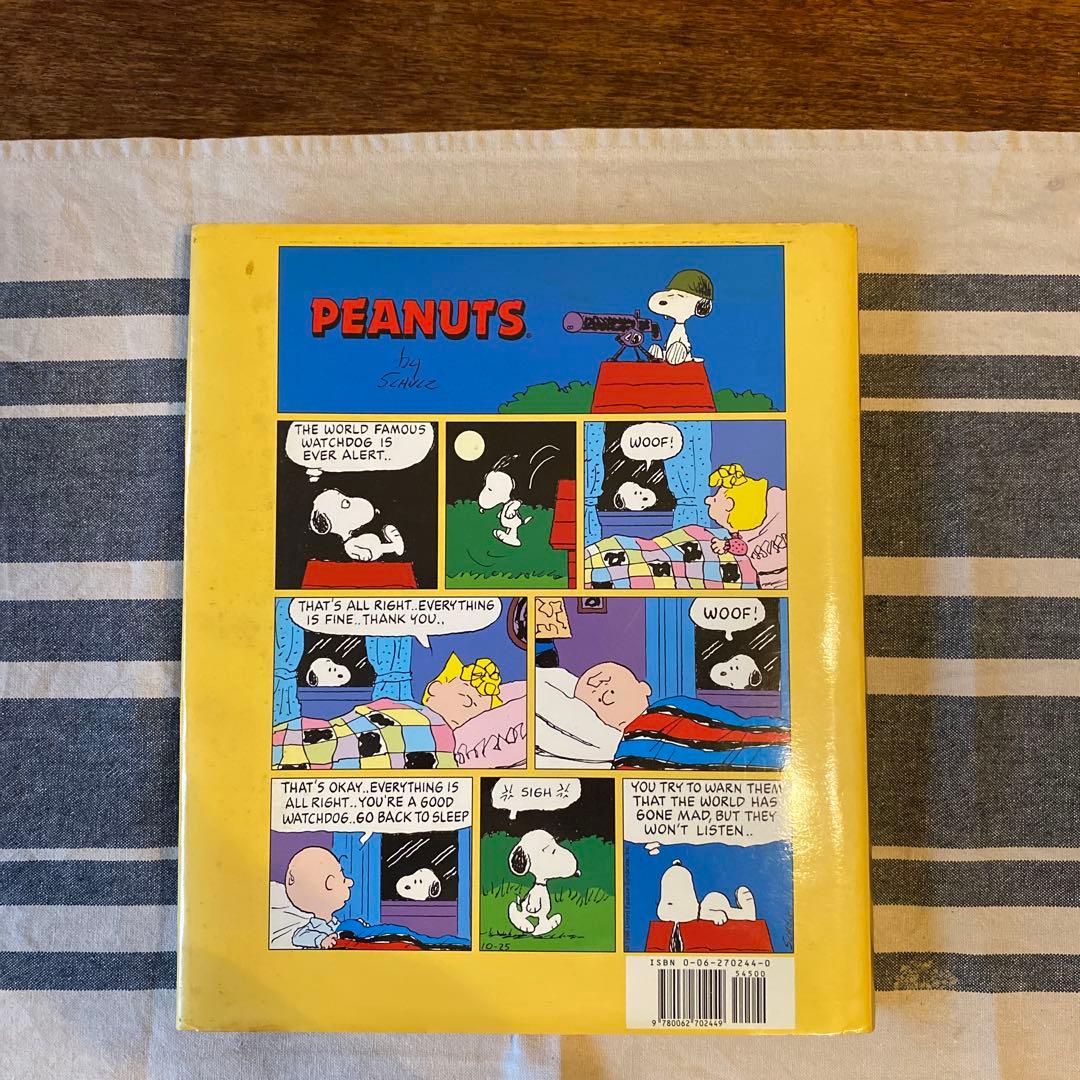 PEANUTS
by
SCHULZ
THE WORLD FAMOUS
WATCHDOG IS
EVER ALERT..
WOOF!
THAT'S ALL RIGHT..EVERYTHING
IS FINE..THANK YOU..
WOOF!
THAT'S OKAY..EVERYTHING IS
ALL RIGHT..YOU'RE A GOOD
WATCHDOG..GO BACK TO SLEEP
SIGH
10-25
YOU TRY TO WARN THEM
THAT THE WORLD HAS
GONE MAD, BUT THEY
WON'T LISTEN..
ISBN 0-06-270244-0
54500
9 780062 702449